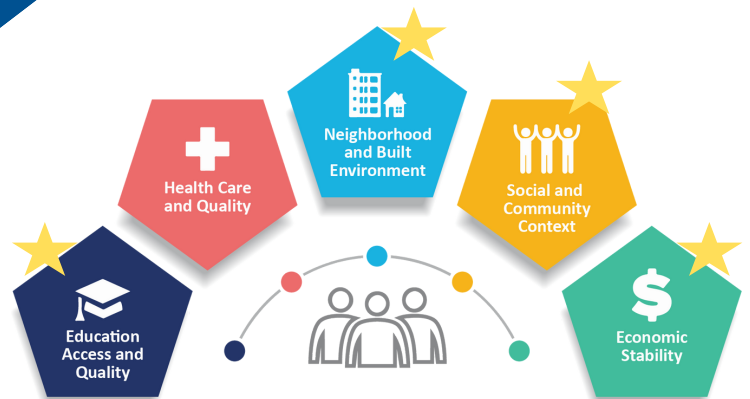 Neighborhood
and Built
Environment
Health Care
and Quality
Social and
Community
Context
Education
Access and
Quality
Economic
Stability